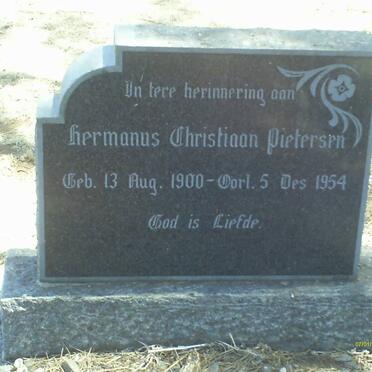 In tere herinnering aan
Hermanus Christiaan Pietersen
Geb. 13 Aug. 1900 - Oorl. 5 Des 1954
God is Liefde.